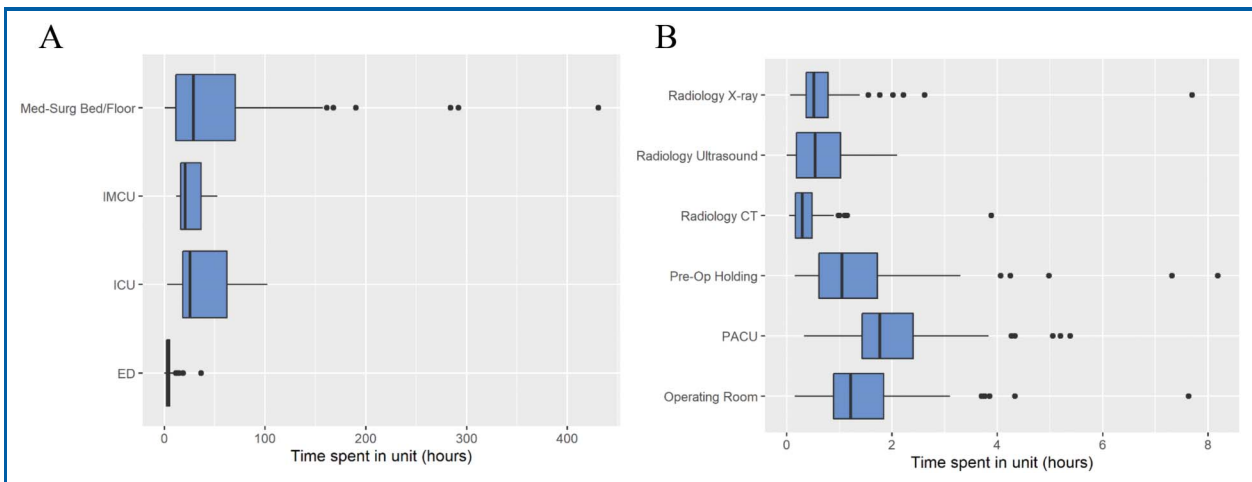 A
Med-Surg Bed/Floor
IMCU
ICU
ED
0 100 200 300 400
Time spent in unit (hours)
B
Radiology X-ray
Radiology Ultrasound
Radiology CT
Pre-Op Holding
PACU
Operating Room
0 2 4 6 8
Time spent in unit (hours)